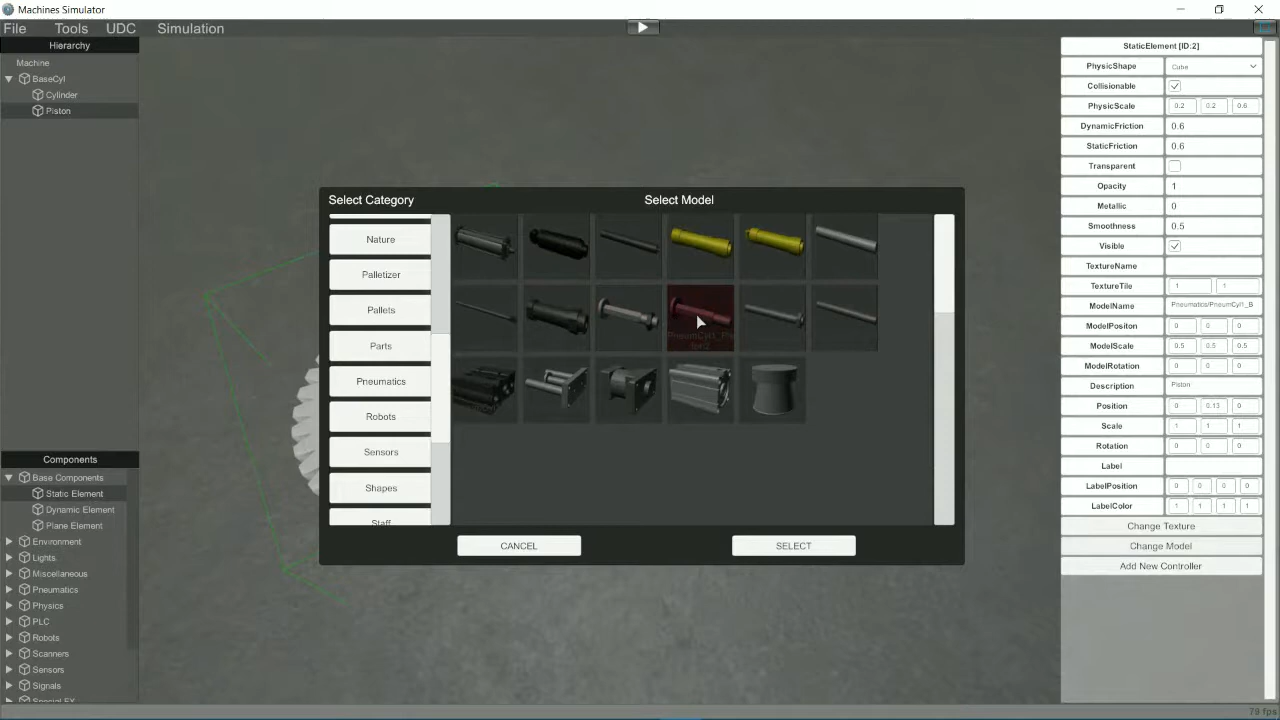 Machines Simulator
File Tools UDC Simulation
Hierarchy
Machine
BaseCyl
Cylinder
Piston
Components
Base Components
Static Element
Dynamic Element
Plane Element
Environment
Lights
Miscellaneous
Pneumatics
Physics
PLC
Robots
Scanners
Sensors
Signals
Select Category
Nature
Palletizer
Pallets
Parts
Pneumatics
Robots
Sensors
Shapes
Staff
Select Model
CANCEL
SELECT
StaticElement [ID:2]
PhysicShape Cube
Collisionable
PhysicScale 0.2 0.2 0.6
DynamicFriction 0.6
StaticFriction 0.6
Transparent
Opacity 1
Metallic 0
Smoothness 0.5
Visible
TextureName
TextureTile 1 1
ModelName Pneumatics/PneumCyl1_B
ModelPositon 0 0 0
ModelScale 0.5 0.5 0.5
ModelRotation 0 0 0
Description Piston
Position 0 0.13 0
Scale 1 1 1
Rotation 0 0 0
Label
LabelPosition 0 0 0 0
LabelColor 1 1 1 1
Change Texture
Change Model
Add New Controller
79 fps